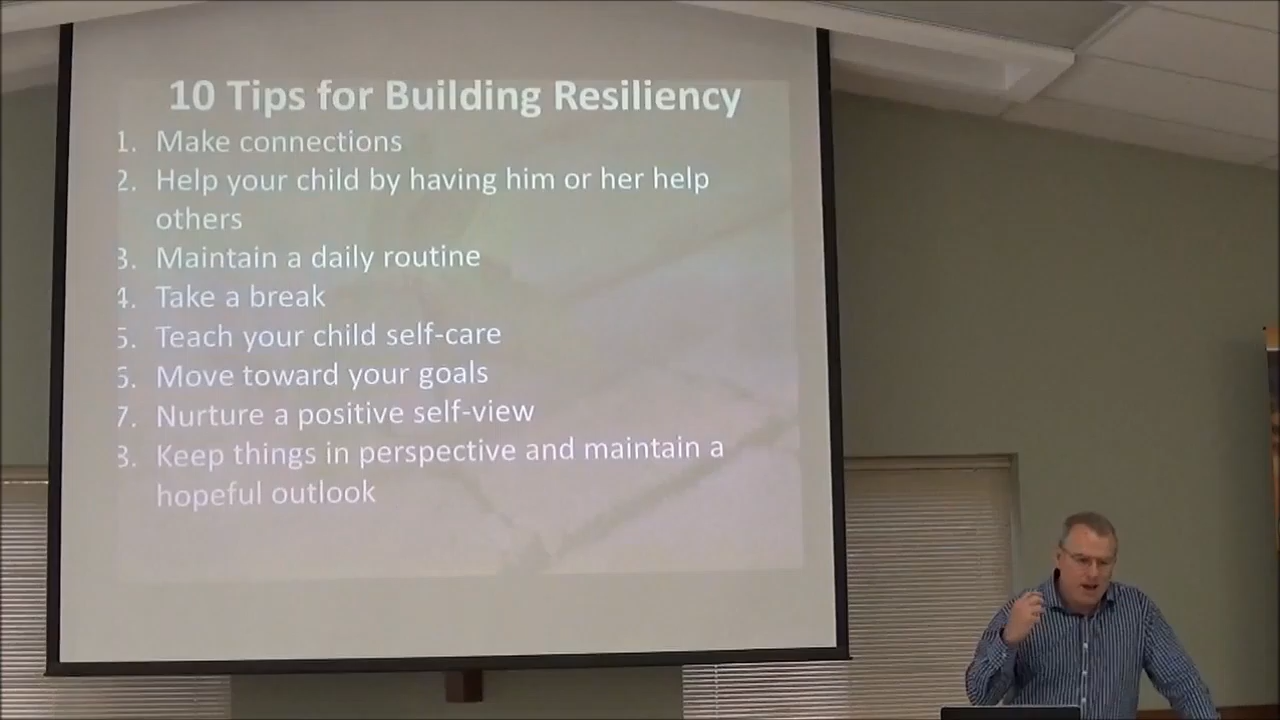 10 Tips for Building Resiliency
1. Make connections
2. Help your child by having him or her help
others
3. Maintain a daily routine
4. Take a break
5. Teach your child self-care
6. Move toward your goals
7. Nurture a positive self-view
8. Keep things in perspective and maintain a
hopeful outlook